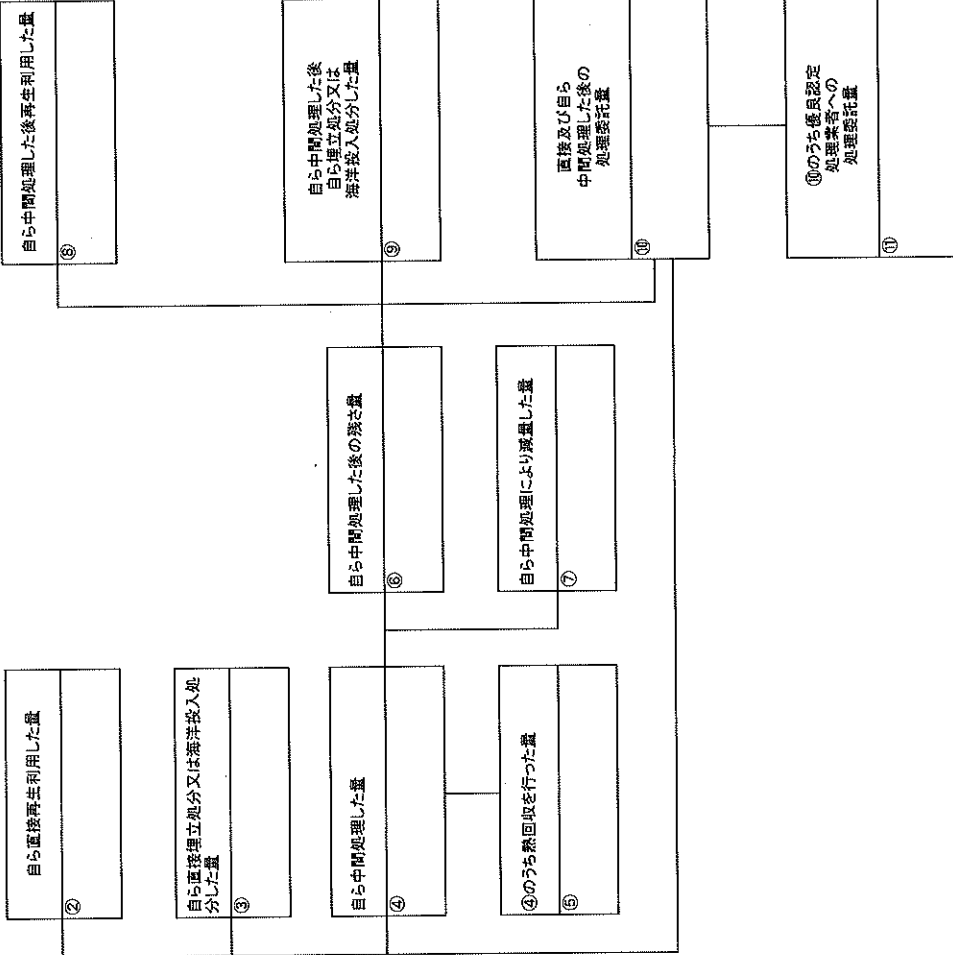 自ら直接再生利用した量
②
自ら直接埋立処分又は海洋投入処
分した量
③
自ら中間処理した量
④
④のうち熱回収を行った量
⑤
自ら中間処理した後の残さ量
⑥
自ら中間処理により減量した量
⑦
自ら中間処理した後再生利用した量
⑧
自ら中間処理した後
自ら埋立処分又は
海洋投入処分した量
⑨
直接及び自ら
中間処理した後の
処理委託量
⑩
⑩のうち優良認定
処理業者への
処理委託量
⑪